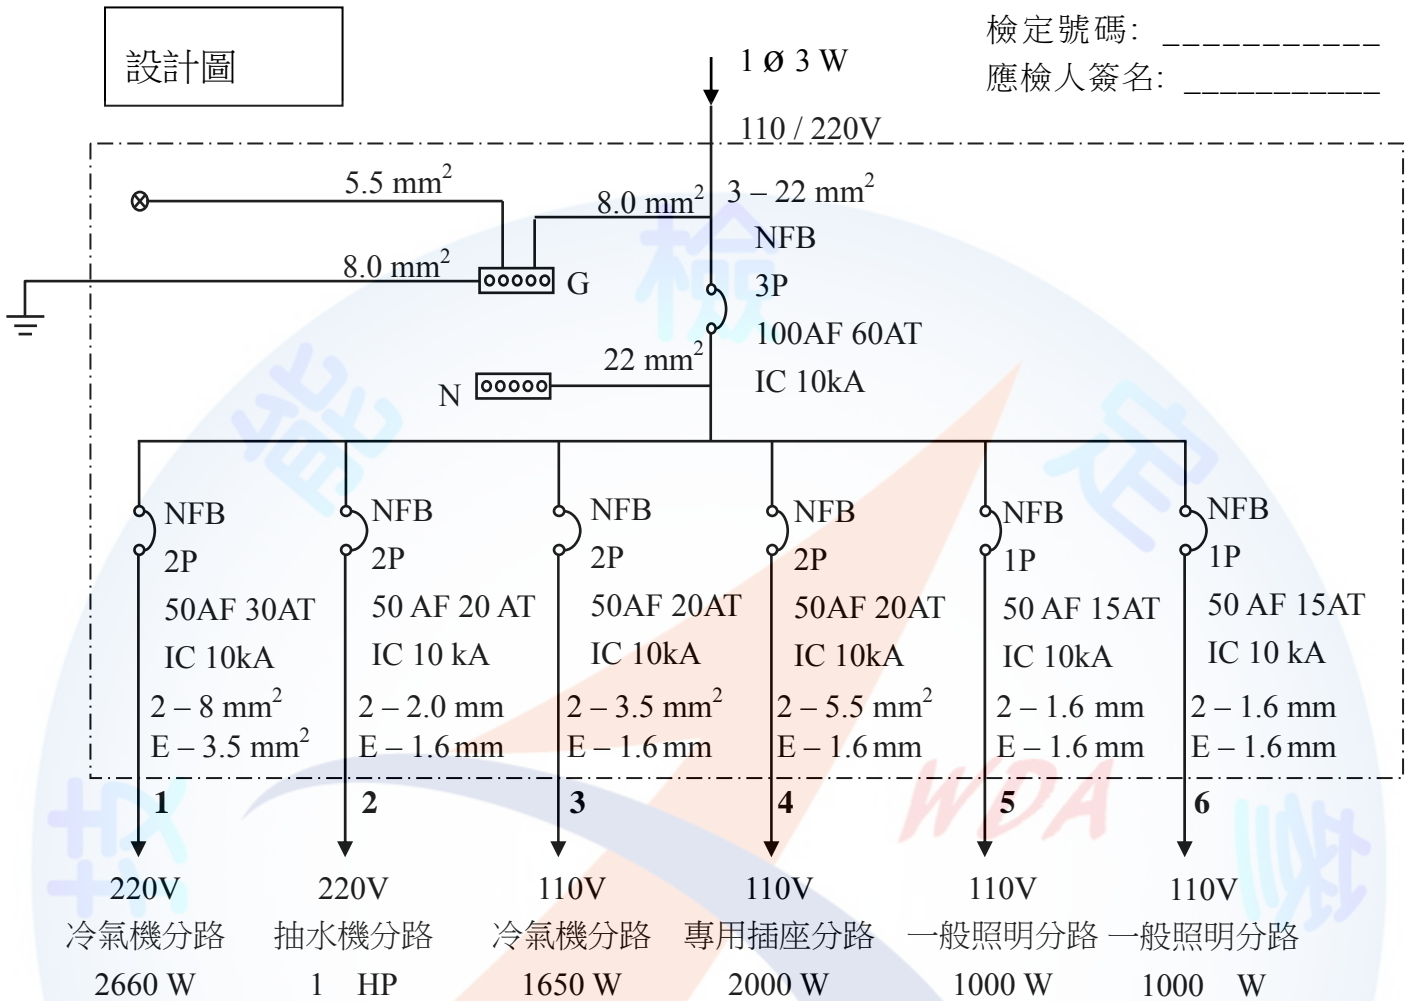 設計圖
檢定號碼: ___________
應檢人簽名: ___________
1 Ø 3 W
110 / 220V
5.5 mm²
8.0 mm²
3 – 22 mm²
8.0 mm²
G
NFB
3P
100AF 60AT
IC 10kA
22 mm²
N
NFB
2P
50AF 30AT
IC 10kA
2 – 8 mm²
E – 3.5 mm²
1
220V
冷氣機分路
2660 W
NFB
2P
50 AF 20 AT
IC 10 kA
2 – 2.0 mm
E – 1.6 mm
2
220V
抽水機分路
1 HP
NFB
2P
50AF 20AT
IC 10kA
2 – 3.5 mm²
E – 1.6 mm
3
110V
冷氣機分路
1650 W
NFB
2P
50AF 20AT
IC 10kA
2 – 5.5 mm²
E – 1.6 mm
4
110V
專用插座分路
2000 W
NFB
1P
50 AF 15AT
IC 10kA
2 – 1.6 mm
E – 1.6 mm
5
110V
一般照明分路
1000 W
NFB
1P
50 AF 15AT
IC 10 kA
2 – 1.6 mm
E – 1.6 mm
6
110V
一般照明分路
1000 W
技能檢定
WDA